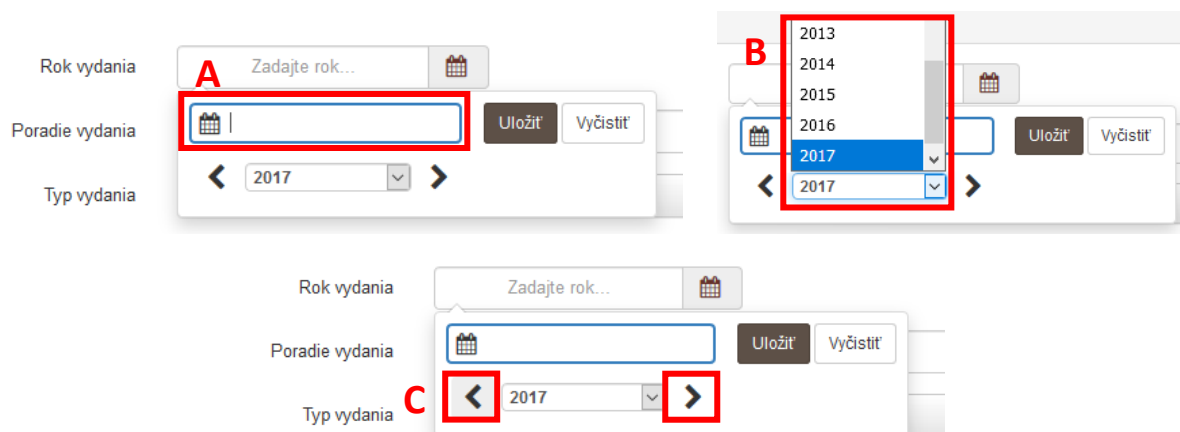 Rok vydania Zadajte rok...
A
Uložiť Vyčistiť
Poradie vydania
2017
Typ vydania
B
2013
2014
2015
2016
2017
2017
Uložiť Vyčistiť
Rok vydania Zadajte rok...
Uložiť Vyčistiť
Poradie vydania
C
2017
Typ vydania